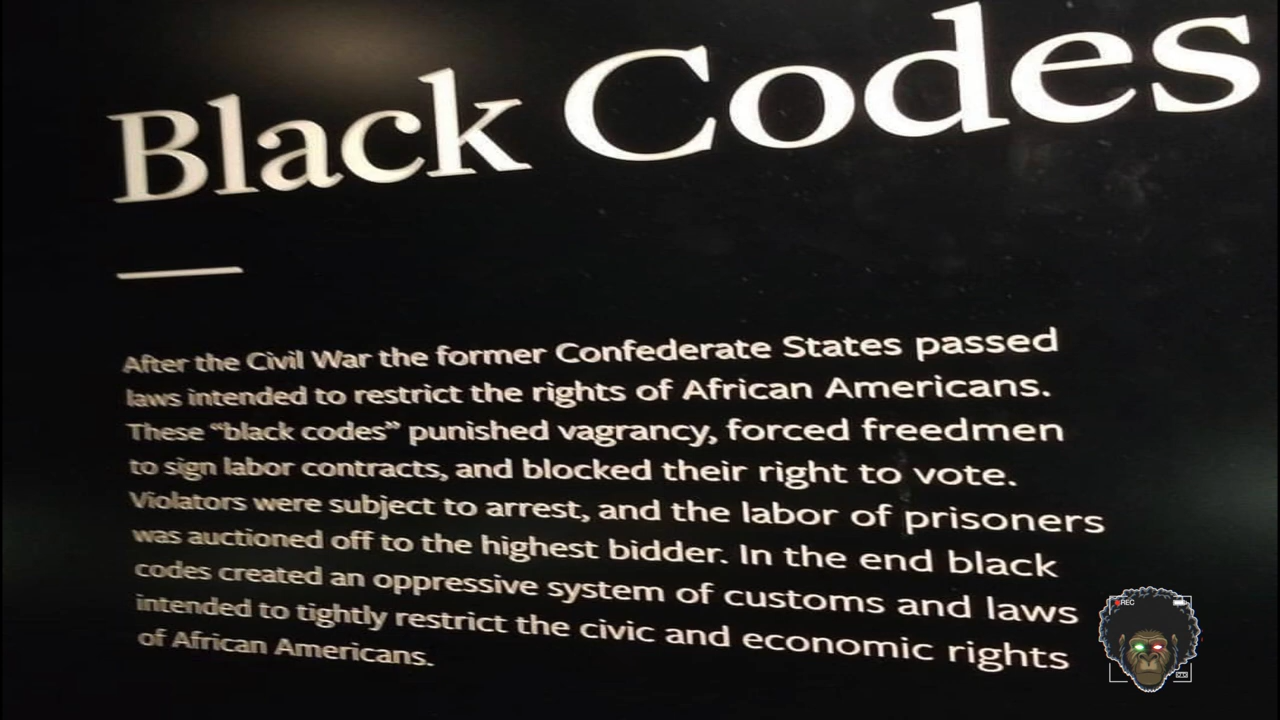 Black Codes
After the Civil War the former Confederate States passed
laws intended to restrict the rights of African Americans.
These “black codes” punished vagrancy, forced freedmen
to sign labor contracts, and blocked their right to vote.
Violators were subject to arrest, and the labor of prisoners
was auctioned off to the highest bidder. In the end black
codes created an oppressive system of customs and laws
intended to tightly restrict the civic and economic rights
of African Americans.
REC